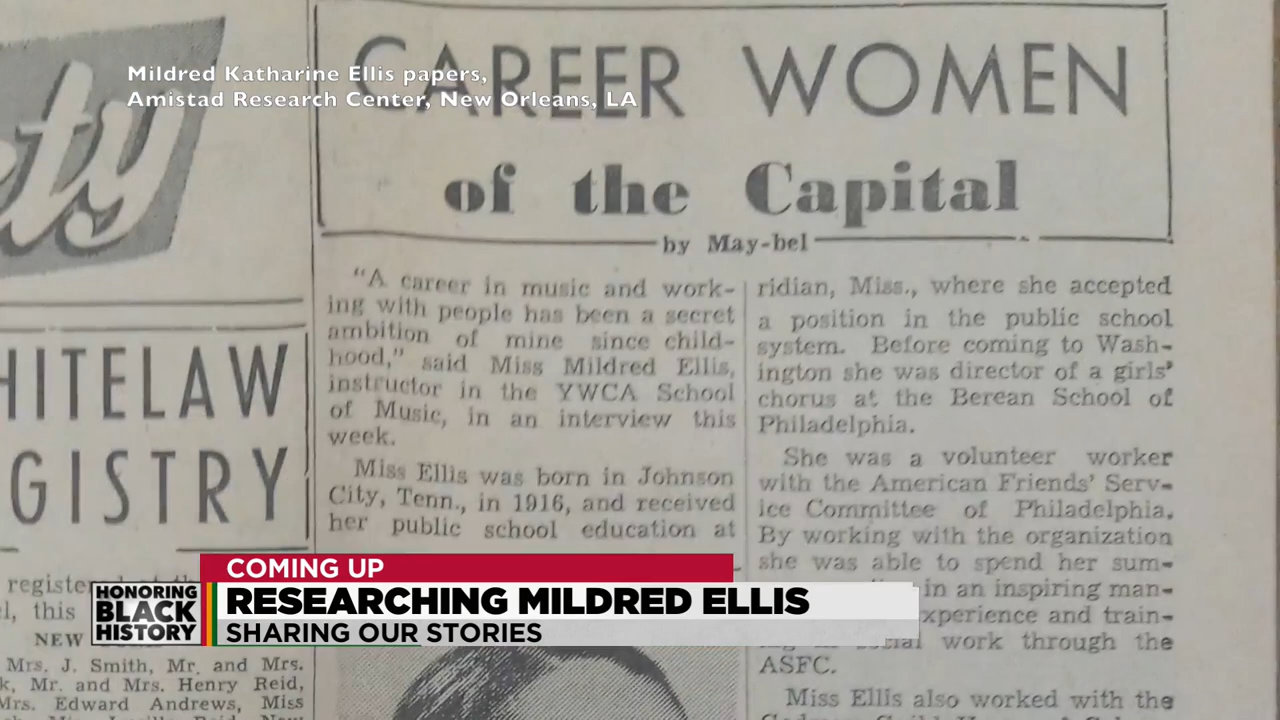 Mildred Katharine Ellis papers,
Amistad Research Center, New Orleans, LA
ety
HITELAW
GISTRY
register
l, this
NEW
Mrs. J. Smith, Mr. and Mrs.
k, Mr. and Mrs. Henry Reid,
Mrs. Edward Andrews, Miss
CAREER WOMEN
of the Capital
by May-bel
"A career in music and work-
ing with people has been a secret
ambition of mine since child-
hood," said Miss Mildred Ellis,
instructor in the YWCA School
of Music, in an interview this
week.
Miss Ellis was born in Johnson
City, Tenn., in 1916, and received
her public school education at
ridian, Miss., where she accepted
a position in the public school
system. Before coming to Wash-
ington she was director of a girls'
chorus at the Berean School of
Philadelphia.
She was a volunteer worker
with the American Friends' Serv-
ice Committee of Philadelphia.
By working with the organization
she was able to spend her sum-
in an inspiring man-
xperience and train-
work through the
ASFC.
Miss Ellis also worked with the
COMING UP
HONORING
BLACK
HISTORY
RESEARCHING MILDRED ELLIS
SHARING OUR STORIES